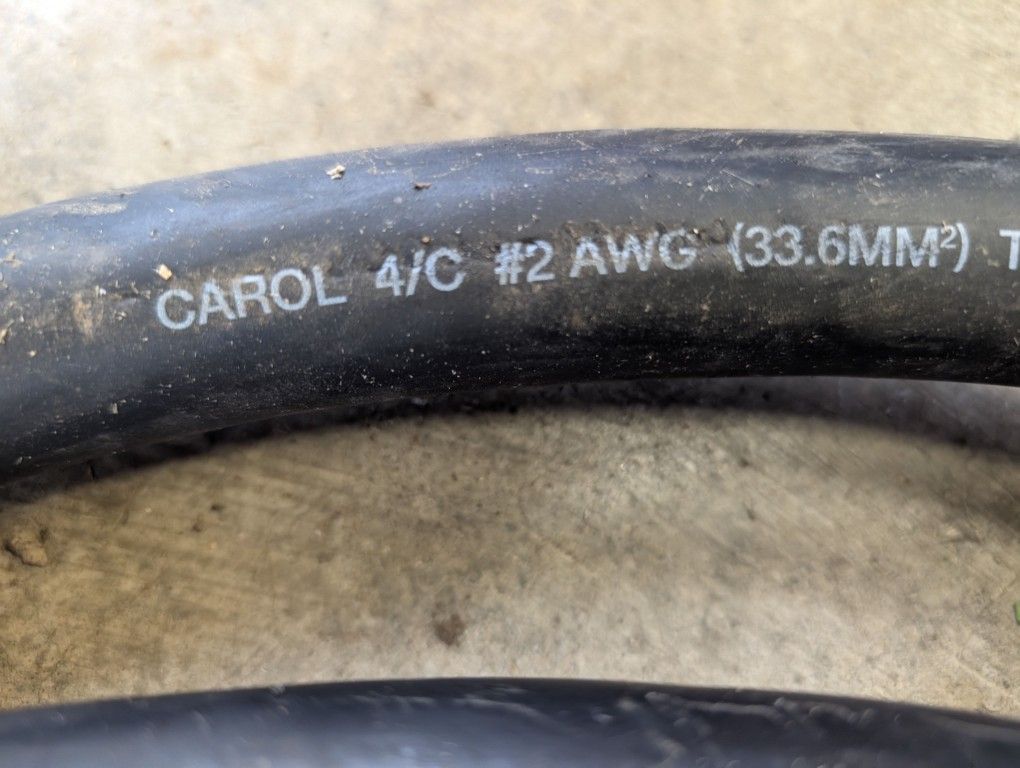 CAROL 4/C #2 AWG (33.6MM²) T